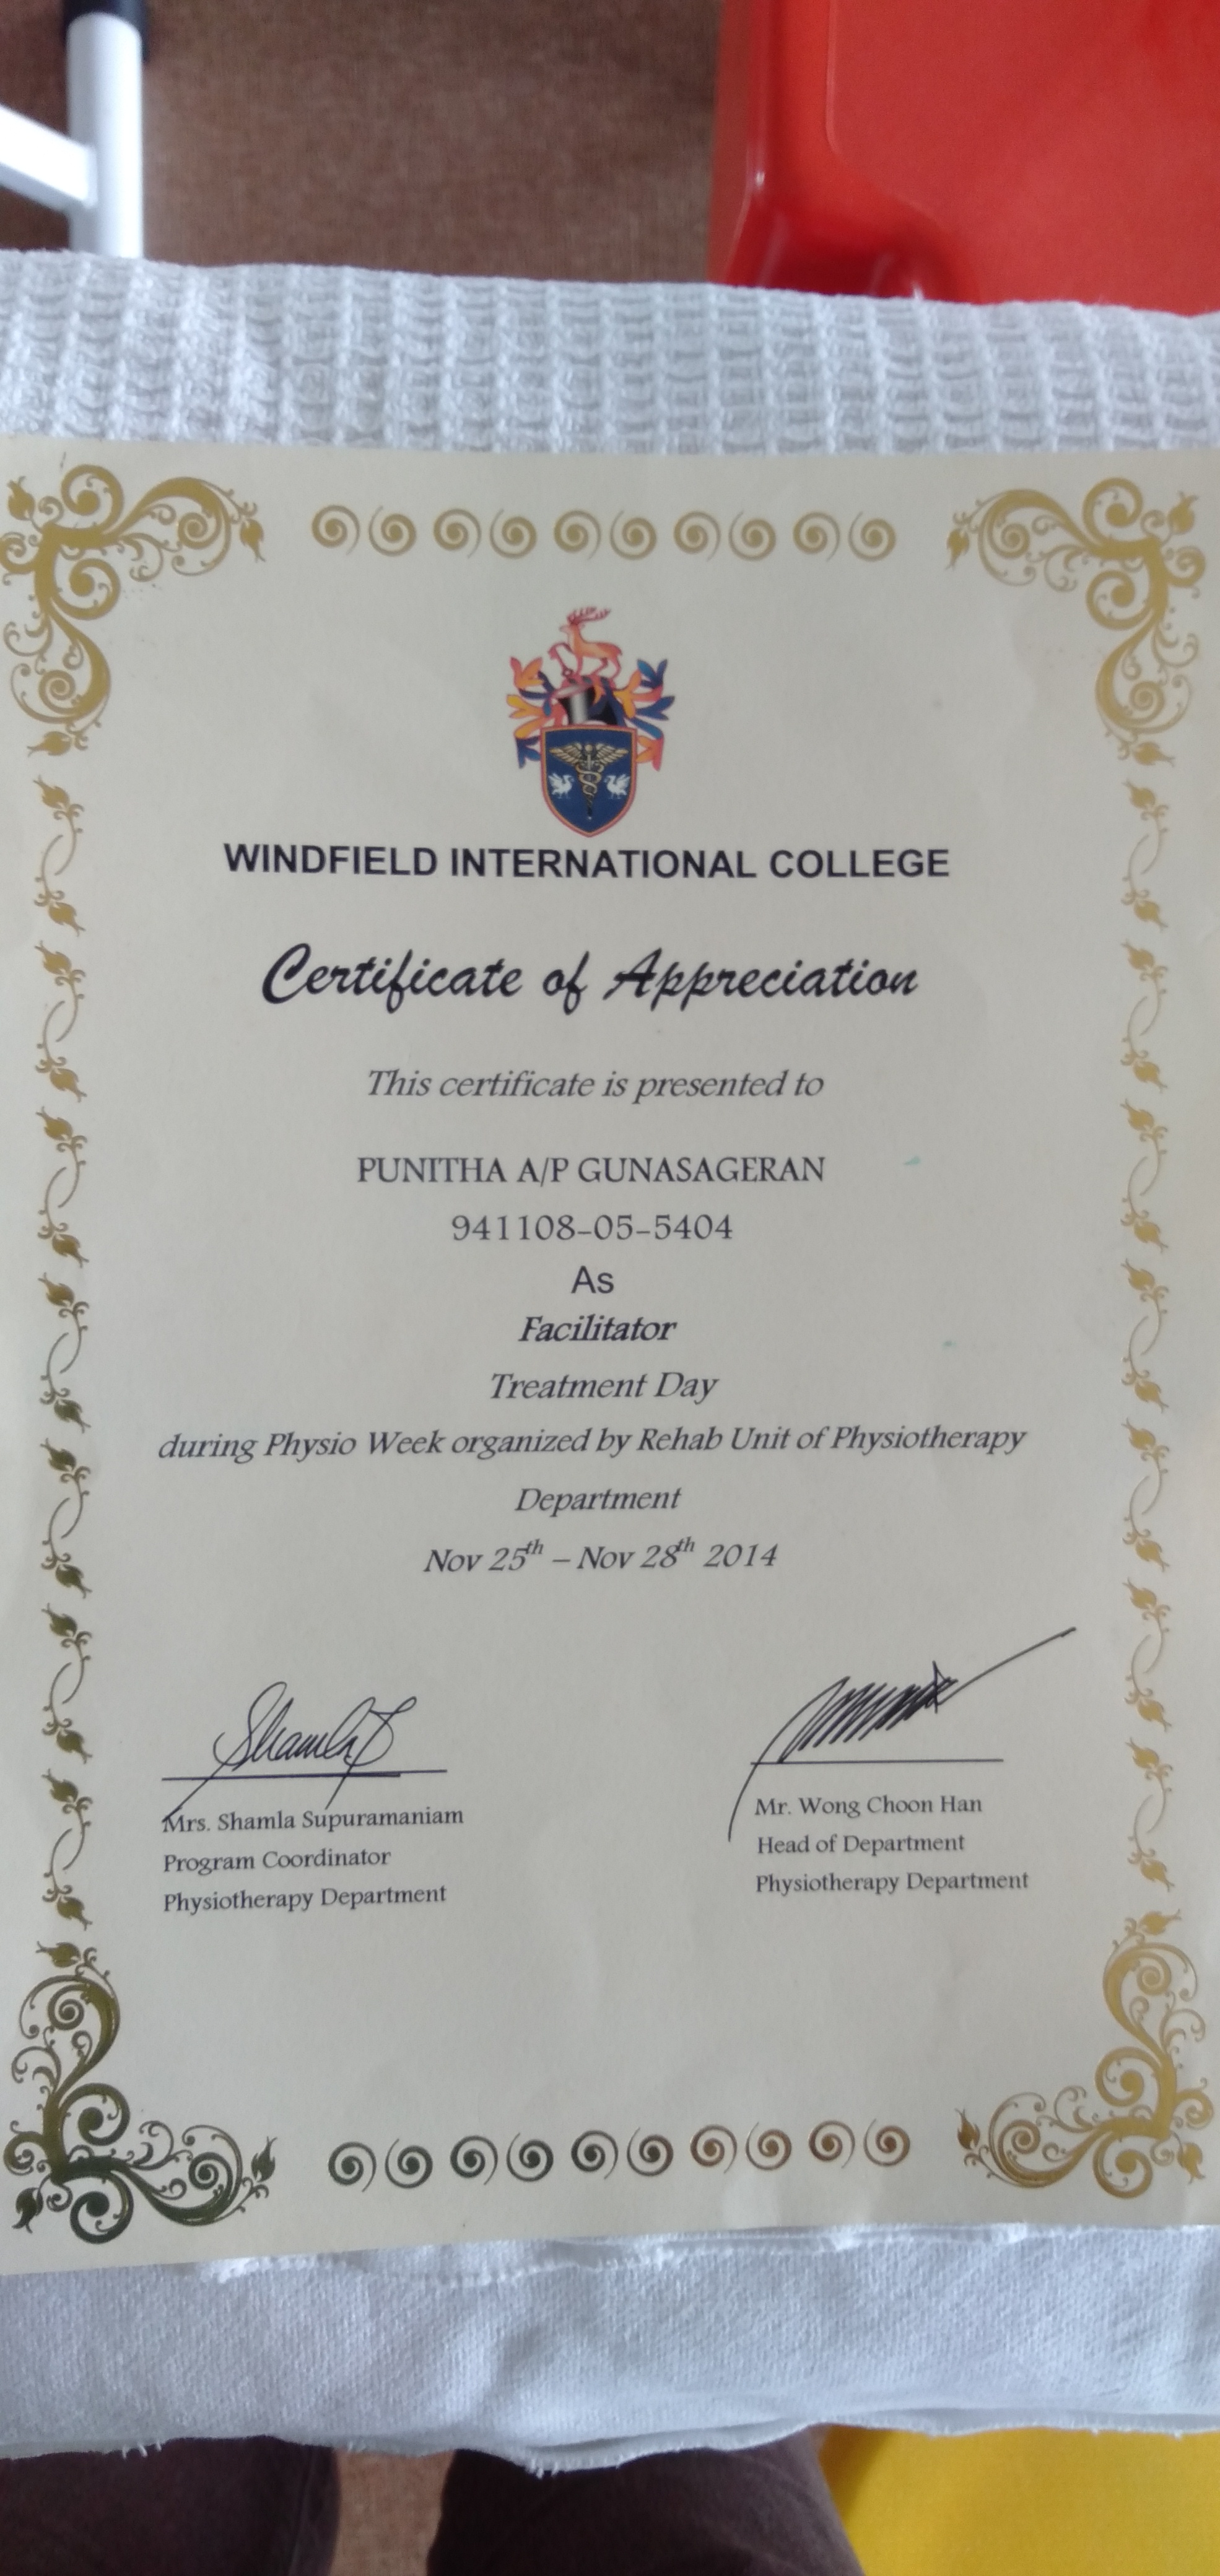 WINDFIELD INTERNATIONAL COLLEGE
Certificate of Appreciation
This certificate is presented to
PUNITHA A/P GUNASAGERAN
941108-05-5404
As
Facilitator
Treatment Day
during Physio Week organized by Rehab Unit of Physiotherapy
Department
Nov 25th – Nov 28th 2014
Mrs. Shamla Supuramaniam
Program Coordinator
Physiotherapy Department
Mr. Wong Choon Han
Head of Department
Physiotherapy Department